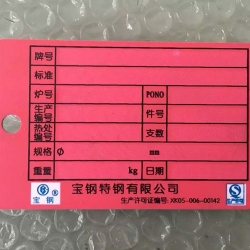 牌号
标准
炉号 PONO
生产编号 件号
热处编号 支数
规格 Φ mm
重量 kg 日期
宝钢 宝钢特钢有限公司
生产许可证编号: XK05-006-00142